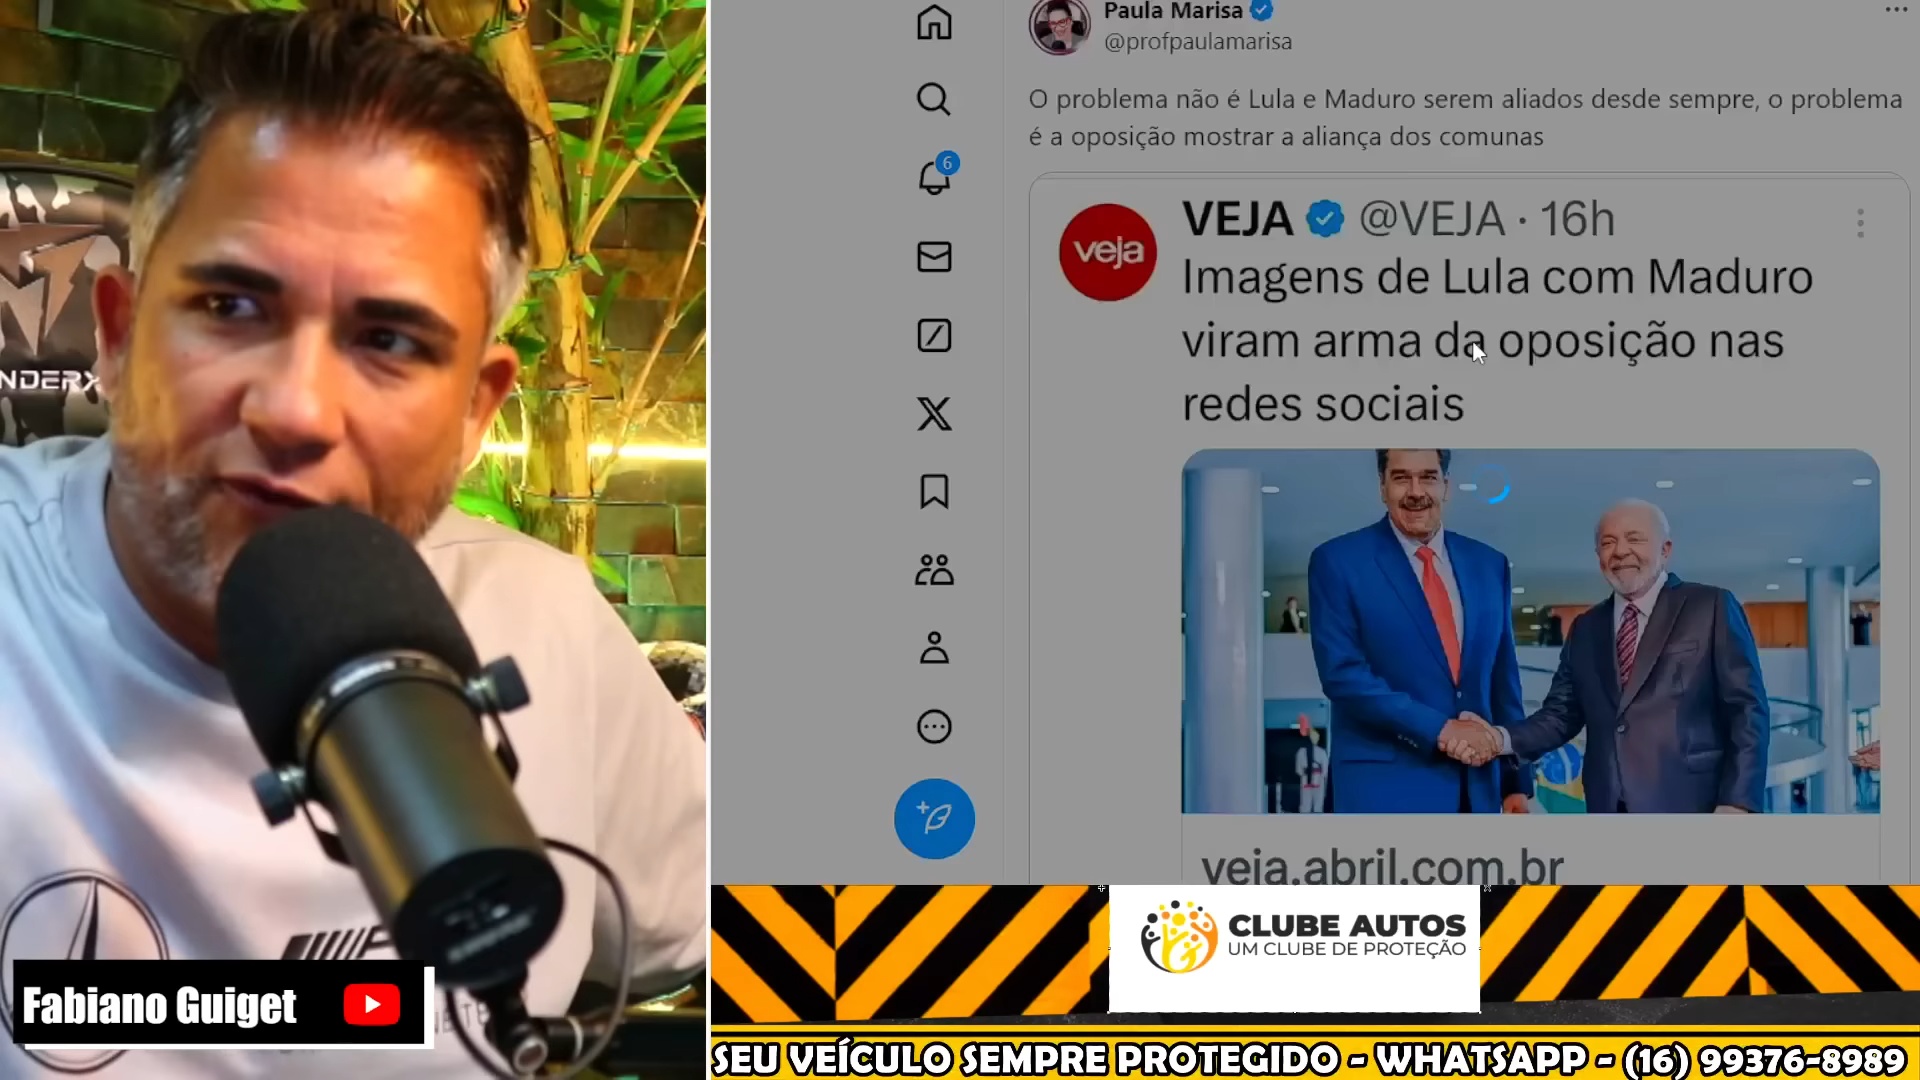 Paula Marisa
@profpaulamarisa
O problema não é Lula e Maduro serem aliados desde sempre, o problema
é a oposição mostrar a aliança dos comunas
6
veja
VEJA @VEJA · 16h
Imagens de Lula com Maduro
viram arma da oposição nas
redes sociais
veja.abril.com.br
NDERX
Fabiano Guiget
CLUBE AUTOS
UM CLUBE DE PROTEÇÃO
SEU VEÍCULO SEMPRE PROTEGIDO - WHATSAPP - (16) 99376-8989